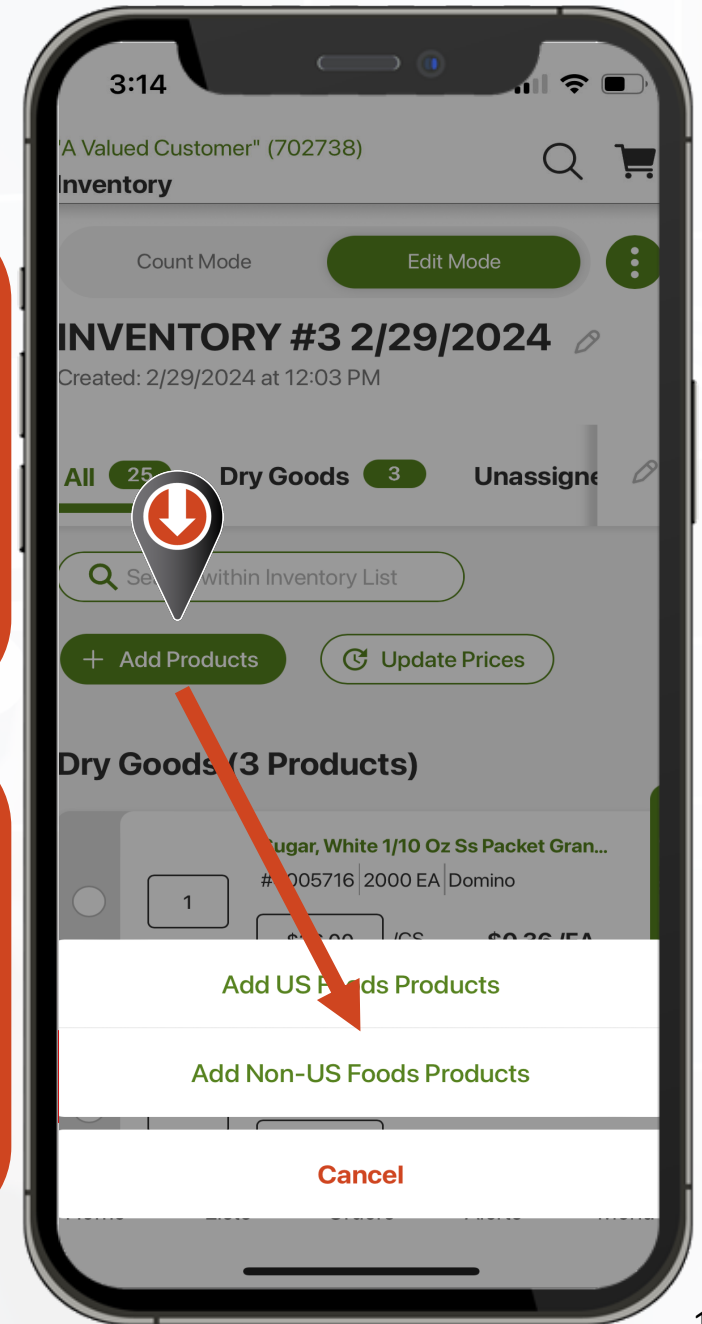 3:14
'A Valued Customer" (702738)
Inventory
Count Mode
Edit Mode
INVENTORY #3 2/29/2024
Created: 2/29/2024 at 12:03 PM
All 25
Dry Goods 3
Unassigne
within Inventory List
+ Add Products
Update Prices
Dry Goods (3 Products)
Sugar, White 1/10 Oz Ss Packet Gran...
005716 2000 EA Domino
1
/CS
Add US Foods Products
Add Non-US Foods Products
Cancel